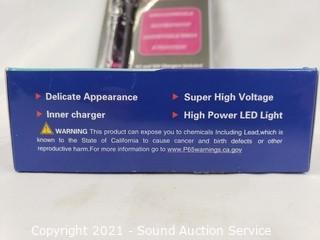 Delicate Appearance
Super High Voltage
Inner charger
High Power LED Light
WARNING This product can expose you to chemicals Including Lead,which is
known to the State of California to cause cancer and birth defects or other
reproductive harm.For more information go to www.P65warnings.ca.gov
Copyright 2021 - Sound Auction Service